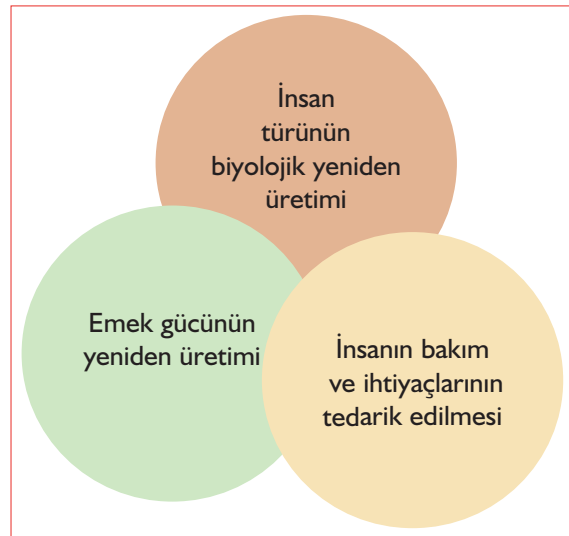 İnsan
türünün
biyolojik yeniden
üretimi
Emek gücünün
yeniden üretimi
İnsanın bakım
ve ihtiyaçlarının
tedarik edilmesi